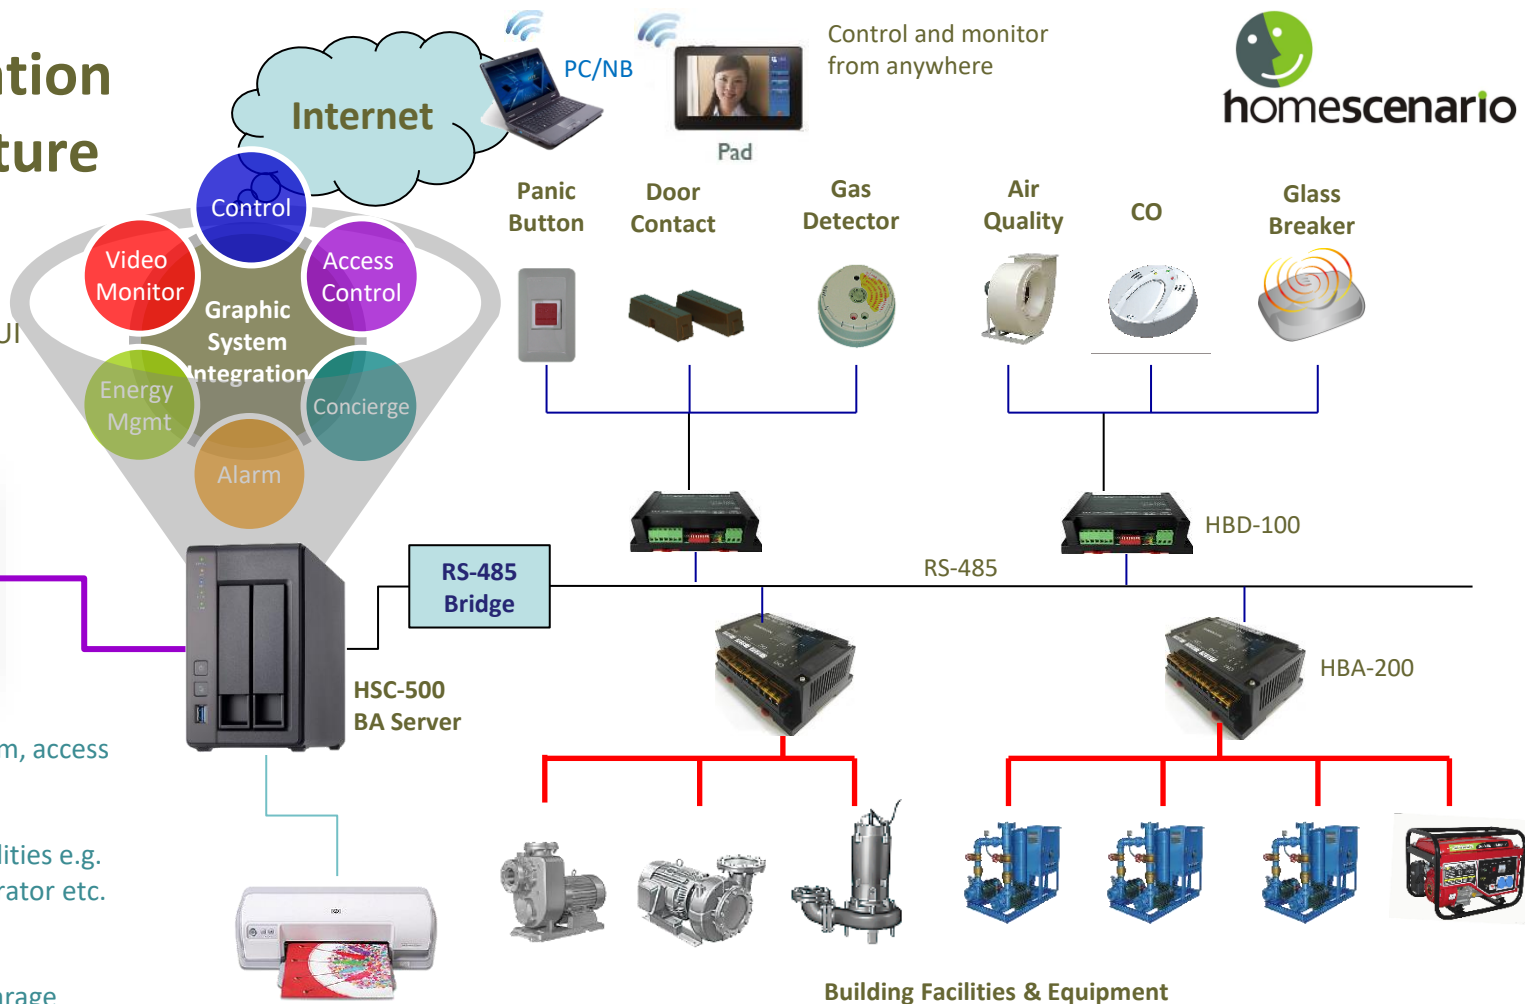 ation
ture
UI
m, access
lities e.g.
rator etc.
arage
Internet
PC/NB
Pad
Control and monitor
from anywhere
homescenario
Control
Video
Monitor
Access
Control
Graphic
System
Integration
Energy
Mgmt
Concierge
Alarm
Panic
Button
Door
Contact
Gas
Detector
Air
Quality
CO
Glass
Breaker
HBD-100
RS-485
Bridge
RS-485
HSC-500
BA Server
HBA-200
Building Facilities & Equipment